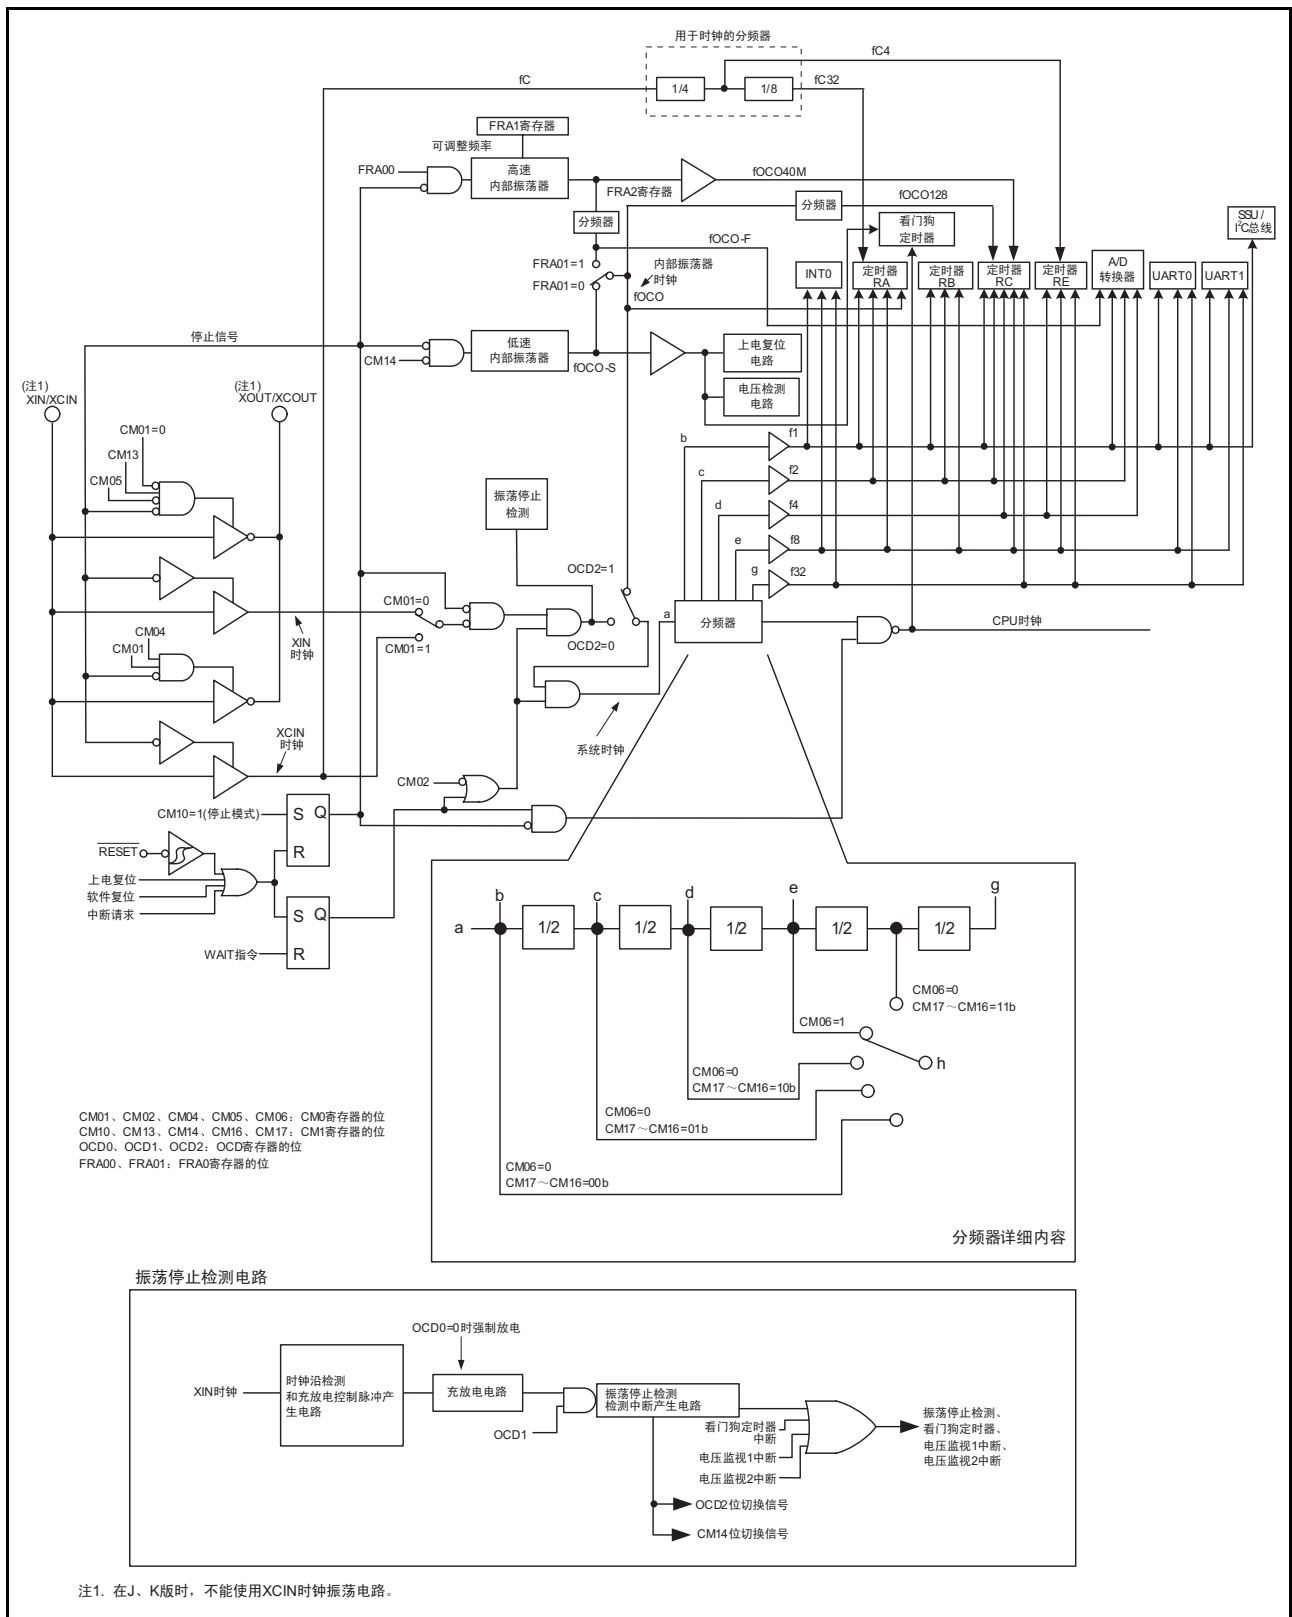 用于时钟的分频器
fC4
fC
1/4
1/8
fC32
FRA1寄存器
可调整频率
FRA00
高速
内部振荡器
FRA2寄存器
fOCO40M
分频器
fOCO128
分频器
看门狗
定时器
SSU /
I²C总线
fOCO-F
FRA01=1
FRA01=0
内部振荡器
时钟
fOCO
INT0
定时器
RA
定时器
RB
定时器
RC
定时器
RE
A/D
转换器
UART0
UART1
停止信号
CM14
低速
内部振荡器
fOCO-S
上电复位
电路
电压检测
电路
(注1)
XIN/XCIN
(注1)
XOUT/XCOUT
CM01=0
CM13
CM05
b
f1
c
f2
d
f4
e
f8
g
f32
振荡停止
检测
OCD2=1
OCD2=0
CM01=0
CM01=1
XIN
时钟
CM04
CM01
a
分频器
CPU时钟
系统时钟
XCIN
时钟
CM02
CM10=1(停止模式)
S
Q
R
RESET
上电复位
软件复位
中断请求
S
Q
R
WAIT指令
a
b
1/2
c
1/2
d
1/2
e
1/2
1/2
g
CM06=0
CM17～CM16=11b
CM06=1
h
CM06=0
CM17～CM16=10b
CM06=0
CM17～CM16=01b
CM06=0
CM17～CM16=00b
分频器详细内容
CM01、CM02、CM04、CM05、CM06：CM0寄存器的位
CM10、CM13、CM14、CM16、CM17：CM1寄存器的位
OCD0、OCD1、OCD2：OCD寄存器的位
FRA00、FRA01：FRA0寄存器的位
振荡停止检测电路
OCD0=0时强制放电
XIN时钟
时钟沿检测
和充放电控制脉冲产
生电路
充放电电路
OCD1
振荡停止检测
检测中断产生电路
看门狗定时器
中断
电压监视1中断
电压监视2中断
振荡停止检测、
看门狗定时器、
电压监视1中断、
电压监视2中断
OCD2位切换信号
CM14位切换信号
注1. 在J、K版时，不能使用XCIN时钟振荡电路。